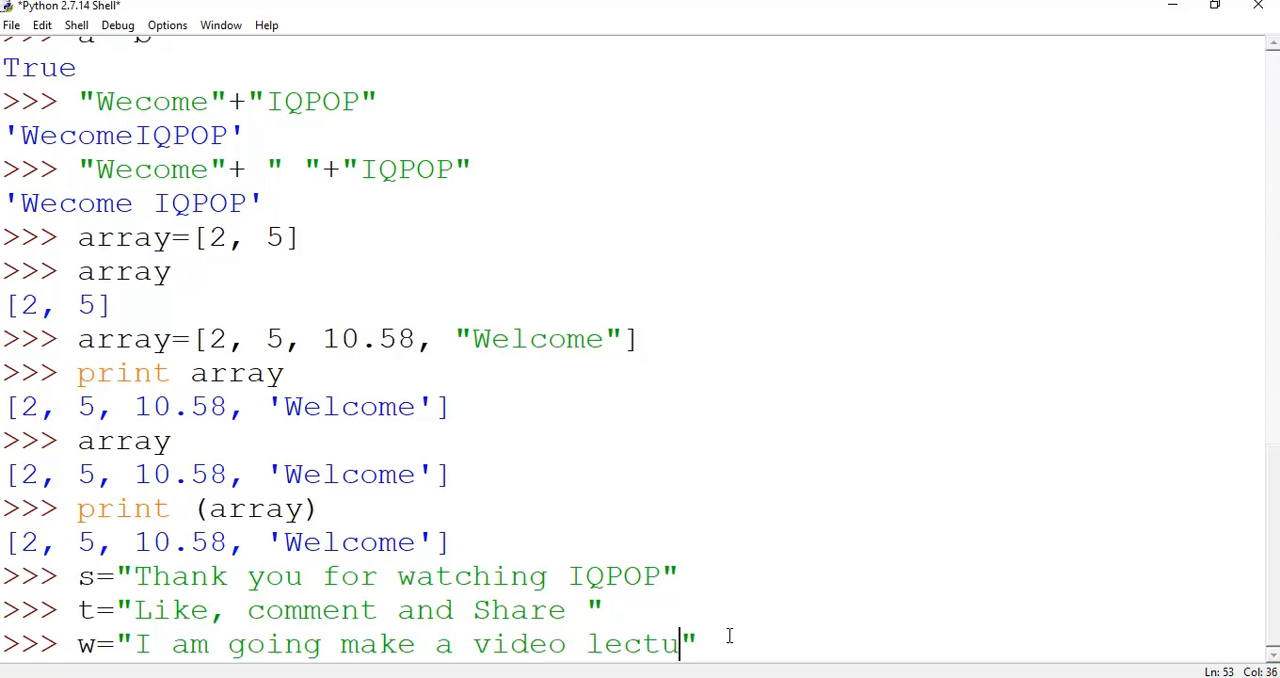 *Python 2.7.14 Shell*
File Edit Shell Debug Options Window Help
True
>>> "Wecome"+"IQPOP"
'WecomeIQPOP'
>>> "Wecome"+ " "+"IQPOP"
'Wecome IQPOP'
>>> array=[2, 5]
>>> array
[2, 5]
>>> array=[2, 5, 10.58, "Welcome"]
>>> print array
[2, 5, 10.58, 'Welcome']
>>> array
[2, 5, 10.58, 'Welcome']
>>> print (array)
[2, 5, 10.58, 'Welcome']
>>> s="Thank you for watching IQPOP"
>>> t="Like, comment and Share "
>>> w="I am going make a video lectu"
Ln: 53 Col: 36